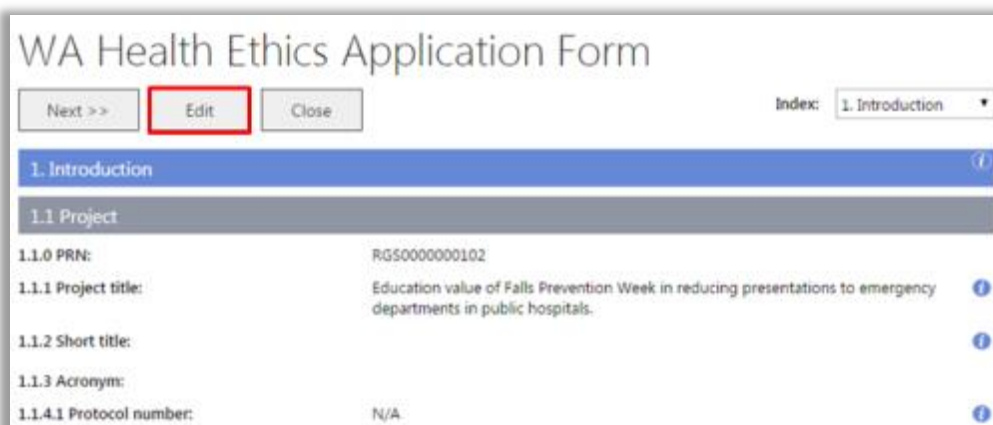 WA Health Ethics Application Form
Next >> Edit Close Index: 1. Introduction
1. Introduction
1.1 Project
1.1.0 PRN: RGS0000000102
1.1.1 Project title: Education value of Falls Prevention Week in reducing presentations to emergency
departments in public hospitals.
1.1.2 Short title:
1.1.3 Acronym:
1.1.4.1 Protocol number: N/A